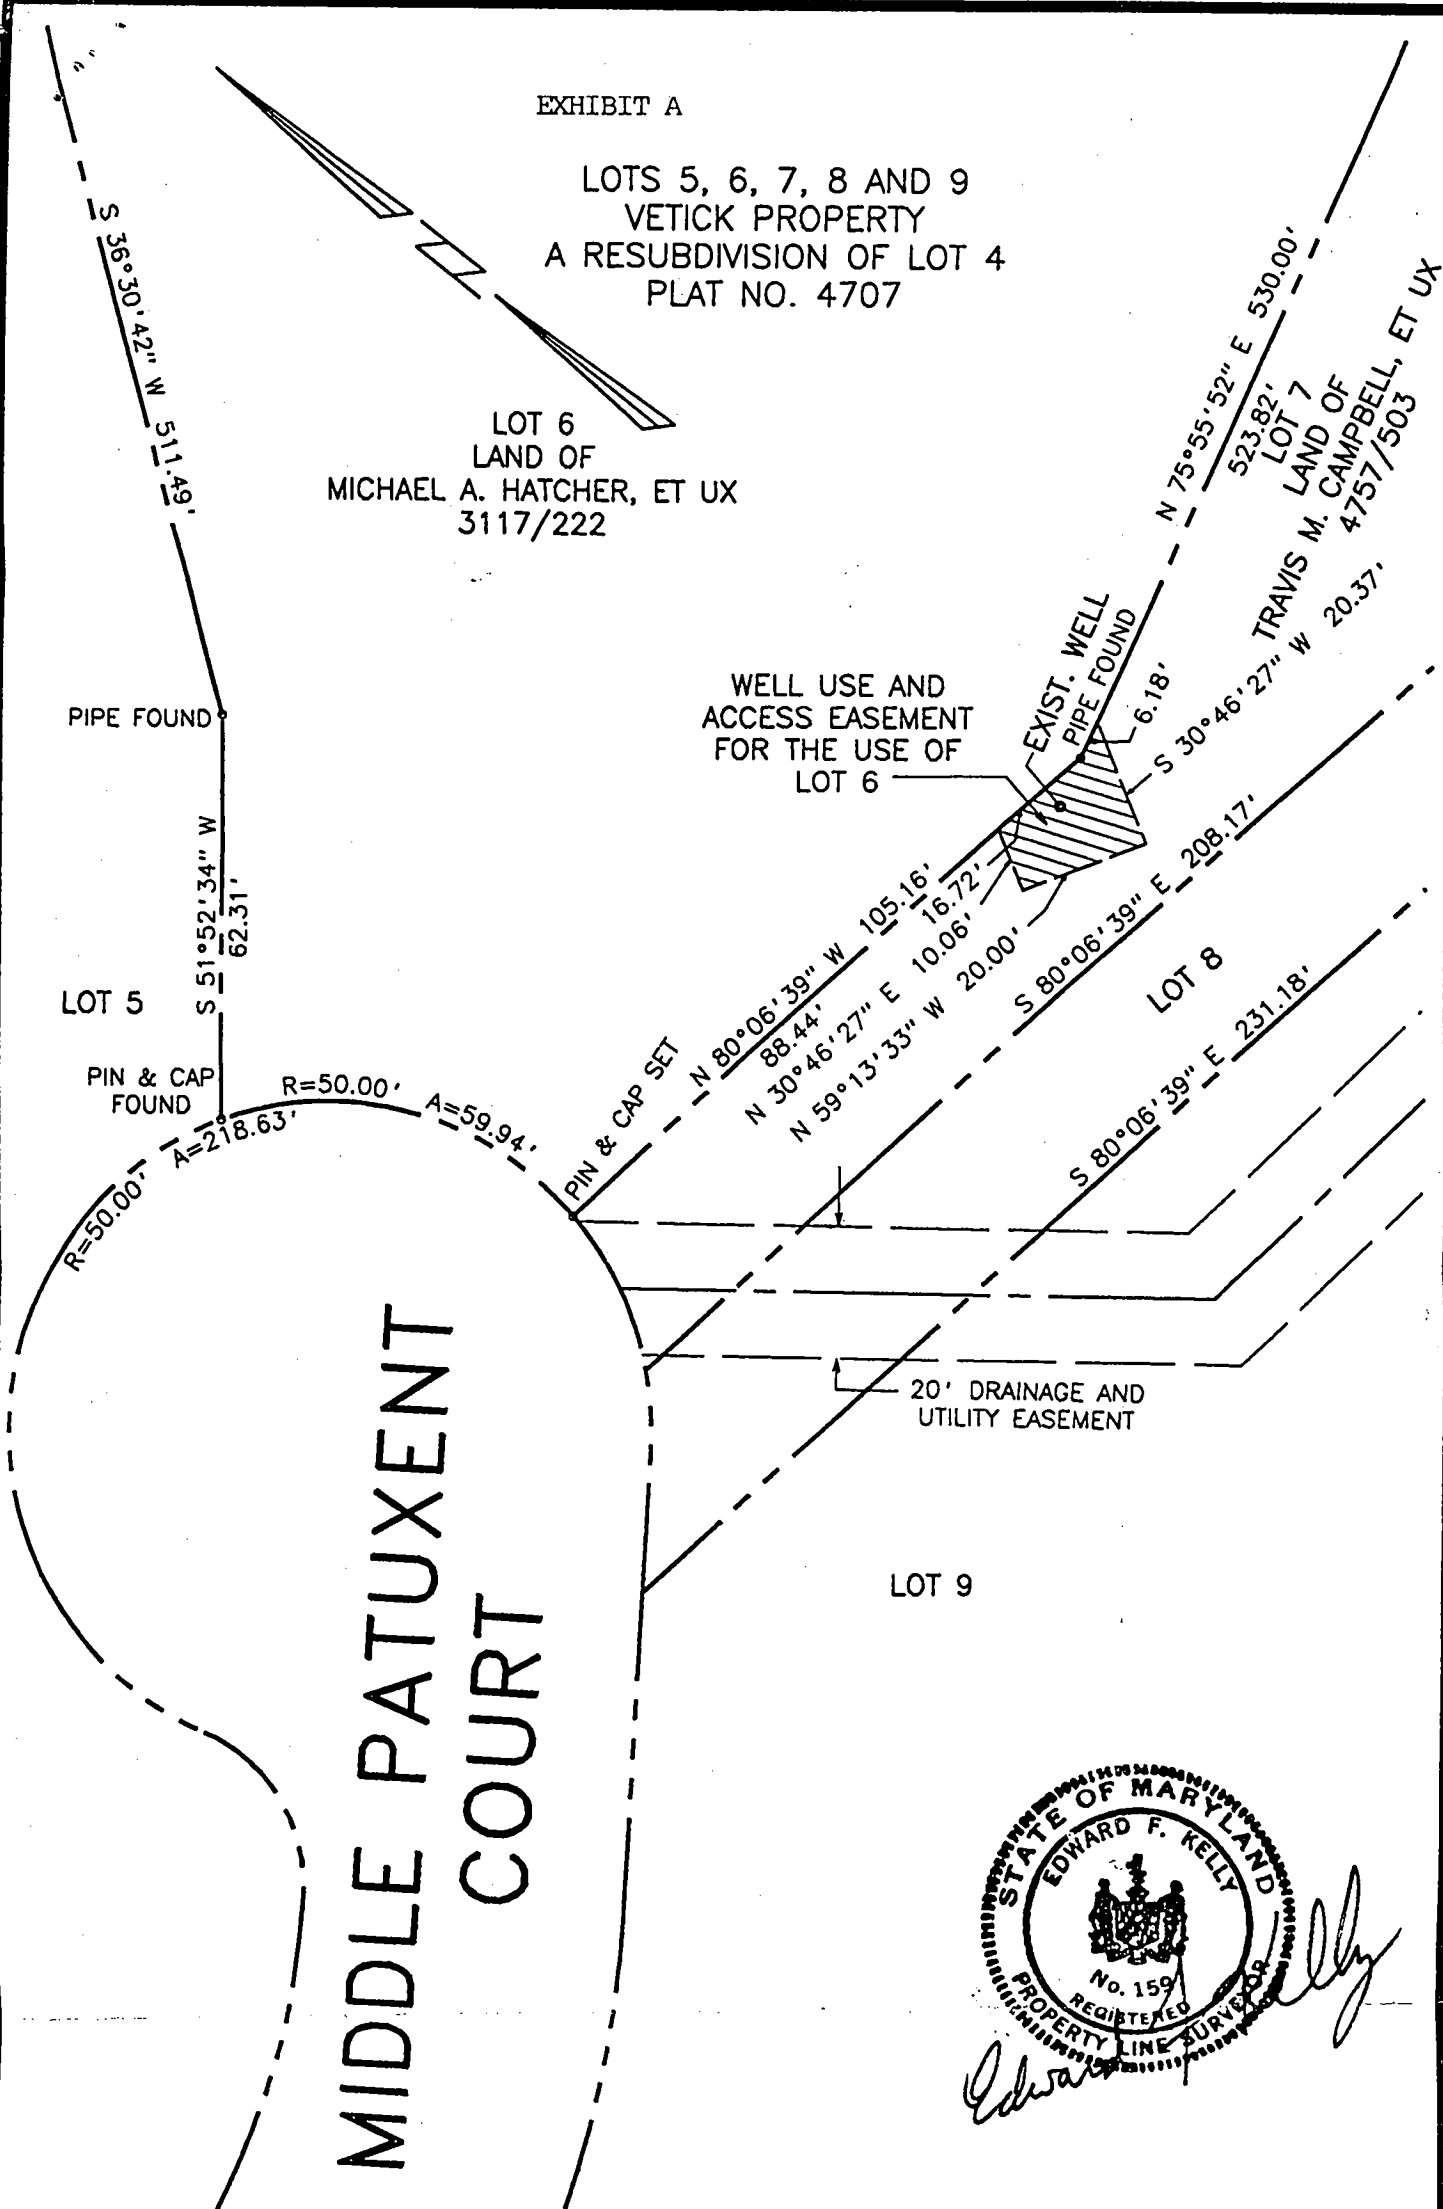 EXHIBIT A
LOTS 5, 6, 7, 8 AND 9
VETICK PROPERTY
A RESUBDIVISION OF LOT 4
PLAT NO. 4707
S 36°30'42" W 511.49'
LOT 6
LAND OF
MICHAEL A. HATCHER, ET UX
3117/222
N 75°55'52" E 530.00'
523.82'
LOT 7
LAND OF
TRAVIS M. CAMPBELL, ET UX
4757/503
PIPE FOUND
WELL USE AND
ACCESS EASEMENT
FOR THE USE OF
LOT 6
EXIST. WELL
PIPE FOUND
6.18'
S 30°46'27" W 20.37'
S 51°52'34" W
62.31'
LOT 5
PIN & CAP
FOUND
R=50.00'
A=59.94'
A=218.63'
R=50.00'
PIN & CAP SET
N 80°06'39" W 105.16'
88.44'
16.72'
N 30°46'27" E 10.06'
N 59°13'33" W 20.00'
S 80°06'39" E 208.17'
LOT 8
S 80°06'39" E 231.18'
20' DRAINAGE AND
UTILITY EASEMENT
LOT 9
MIDDLE PATUXENT
COURT
STATE OF MARYLAND
EDWARD F. KELLY
No. 159
REGISTERED
PROPERTY LINE SURVEYOR
Edward F Kelly